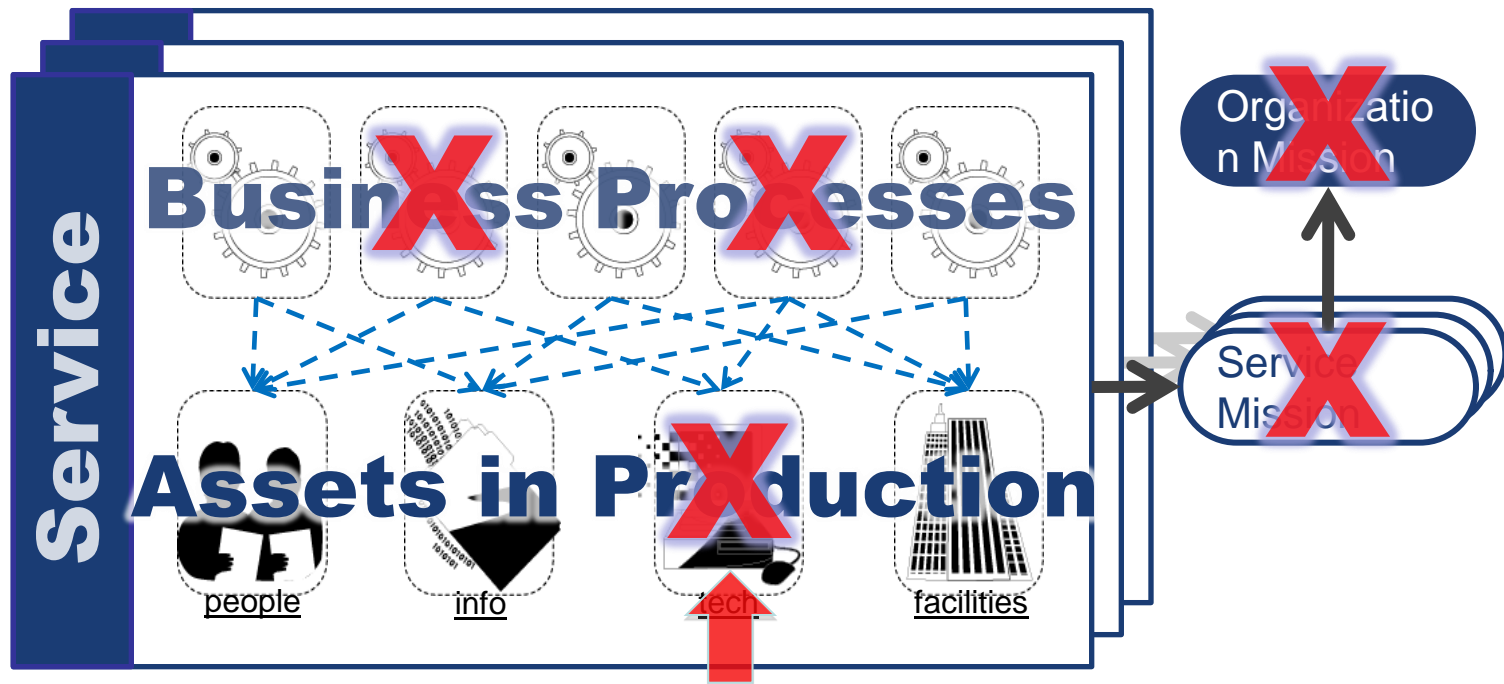 Service
Business Processes
Assets in Production
people
info
tech
facilities
Organizatio
n Mission
Service
Mission